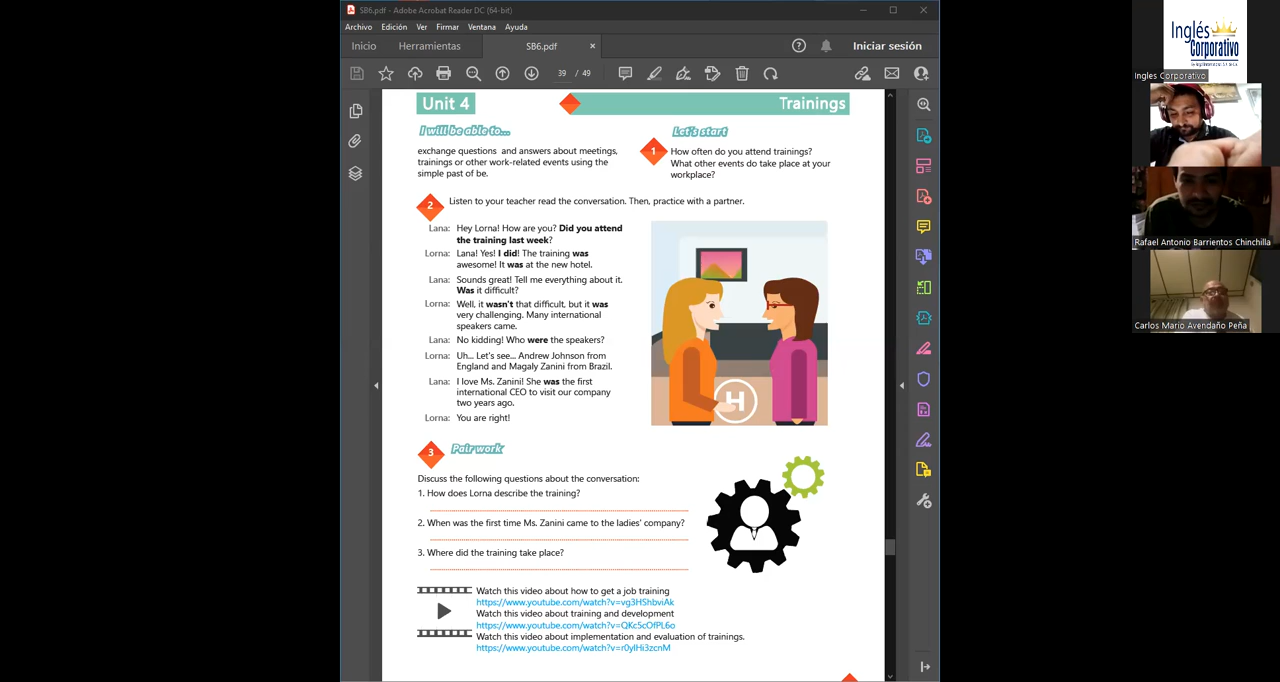 SB6.pdf - Adobe Acrobat Reader DC (64-bit)
Archivo Edición Ver Firmar Ventana Ayuda
Inicio Herramientas SB6.pdf × Iniciar sesión
39 / 49
Unit 4 Trainings
I will be able to...
exchange questions and answers about meetings,
trainings or other work-related events using the
simple past of be.
Let's start
1 How often do you attend trainings?
What other events do take place at your
workplace?
2 Listen to your teacher read the conversation. Then, practice with a partner.
Lana: Hey Lorna! How are you? Did you attend
the training last week?
Lorna: Lana! Yes! I did! The training was
awesome! It was at the new hotel.
Lana: Sounds great! Tell me everything about it.
Was it difficult?
Lorna: Well, it wasn't that difficult, but it was
very challenging. Many international
speakers came.
Lana: No kidding! Who were the speakers?
Lorna: Uh... Let's see... Andrew Johnson from
England and Magaly Zanini from Brazil.
Lana: I love Ms. Zanini! She was the first
international CEO to visit our company
two years ago.
Lorna: You are right!
H
3 Pair work
Discuss the following questions about the conversation:
1. How does Lorna describe the training?
2. When was the first time Ms. Zanini came to the ladies' company?
3. Where did the training take place?
Watch this video about how to get a job training
https://www.youtube.com/watch?v=vg3HShbviAk
Watch this video about training and development
https://www.youtube.com/watch?v=QKc5cOfPL6o
Watch this video about implementation and evaluation of trainings.
https://www.youtube.com/watch?v=r0ylHi3zcnM
Inglés
Corporativo
Ingles Corporativo
Rafael Antonio Barrientos Chinchilla
Carlos Mario Avendaño Peña